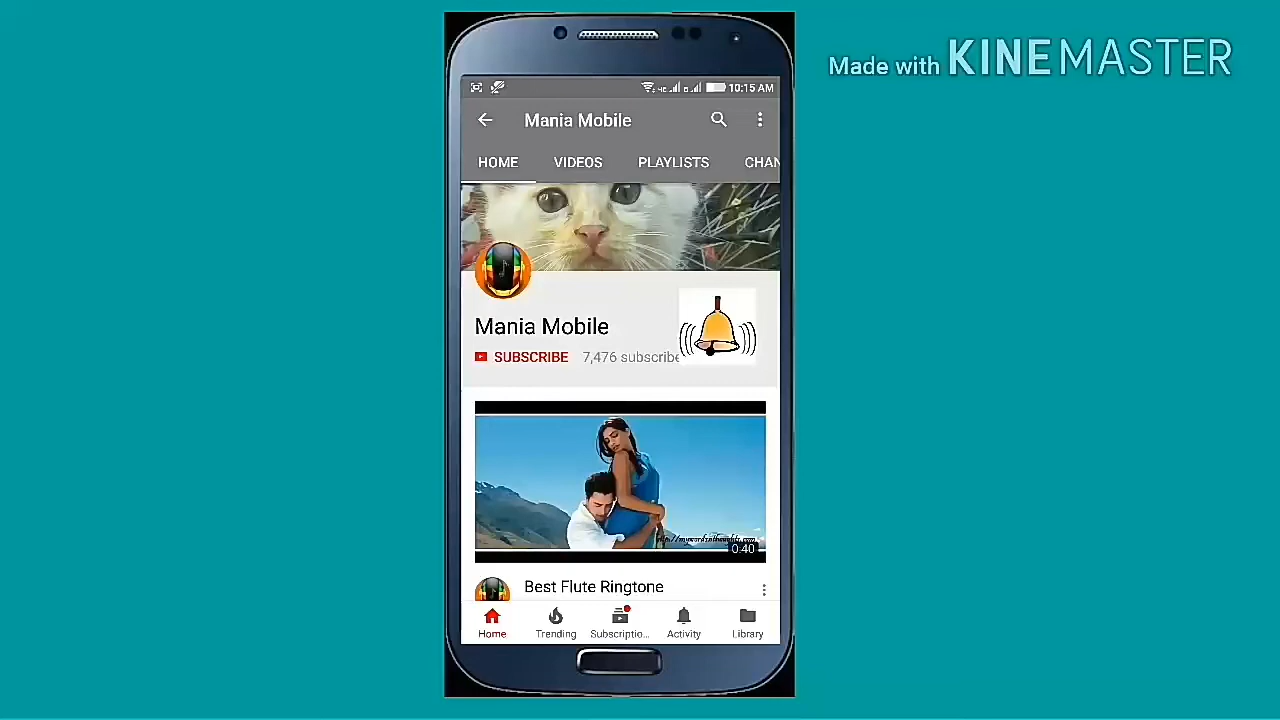 Made with KINEMASTER
10:15 AM
Mania Mobile
HOME VIDEOS PLAYLISTS CHAN
Mania Mobile
SUBSCRIBE 7,476 subscribe
0:40
Best Flute Ringtone
Home Trending Subscriptio... Activity Library